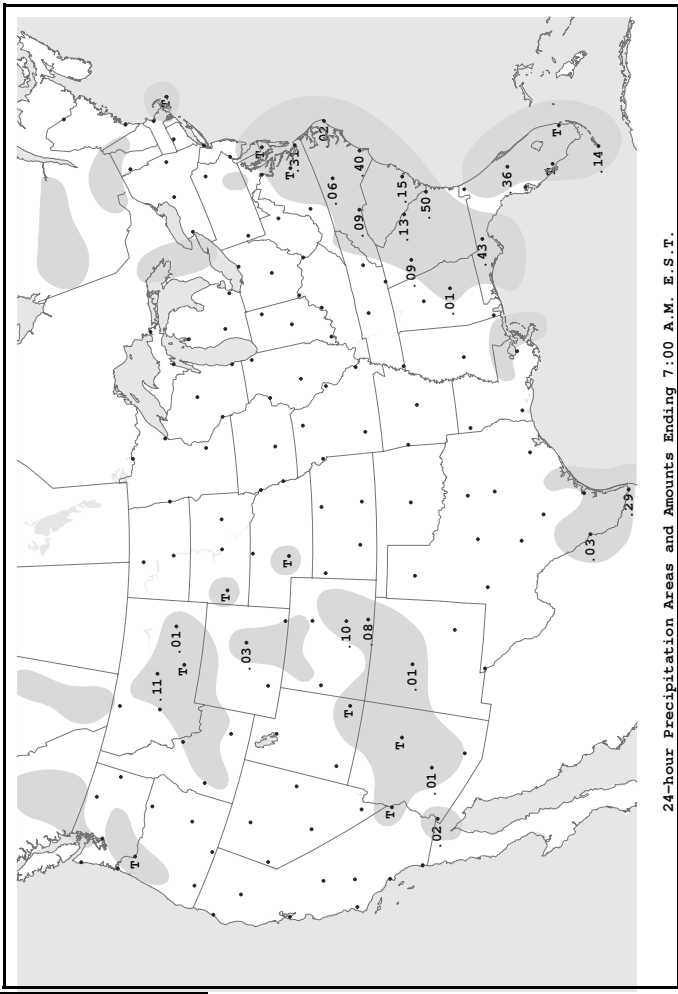 T
.11
T
.01
T
T
.03
T
T
T
.31
.02
.06
.10
T
.09
.40
.08
T
T
.15
.13
.09
.01
.50
.01
.02
.01
.43
.36
T
T
.03
.14
.29
24-hour Precipitation Areas and Amounts Ending 7:00 A.M. E.S.T.